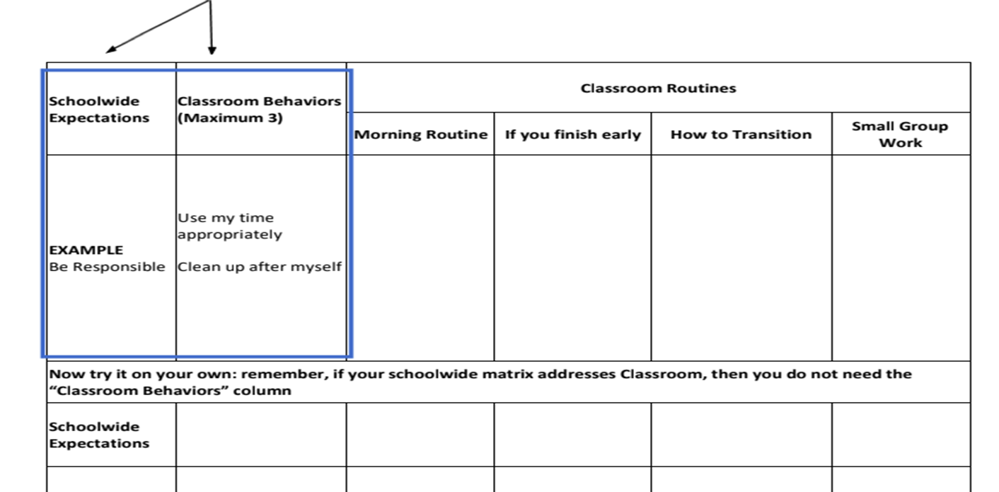 Schoolwide
Expectations
Classroom Behaviors
(Maximum 3)
Classroom Routines
Morning Routine
If you finish early
How to Transition
Small Group
Work
EXAMPLE
Be Responsible
Use my time
appropriately
Clean up after myself
Now try it on your own: remember, if your schoolwide matrix addresses Classroom, then you do not need the
“Classroom Behaviors” column
Schoolwide
Expectations